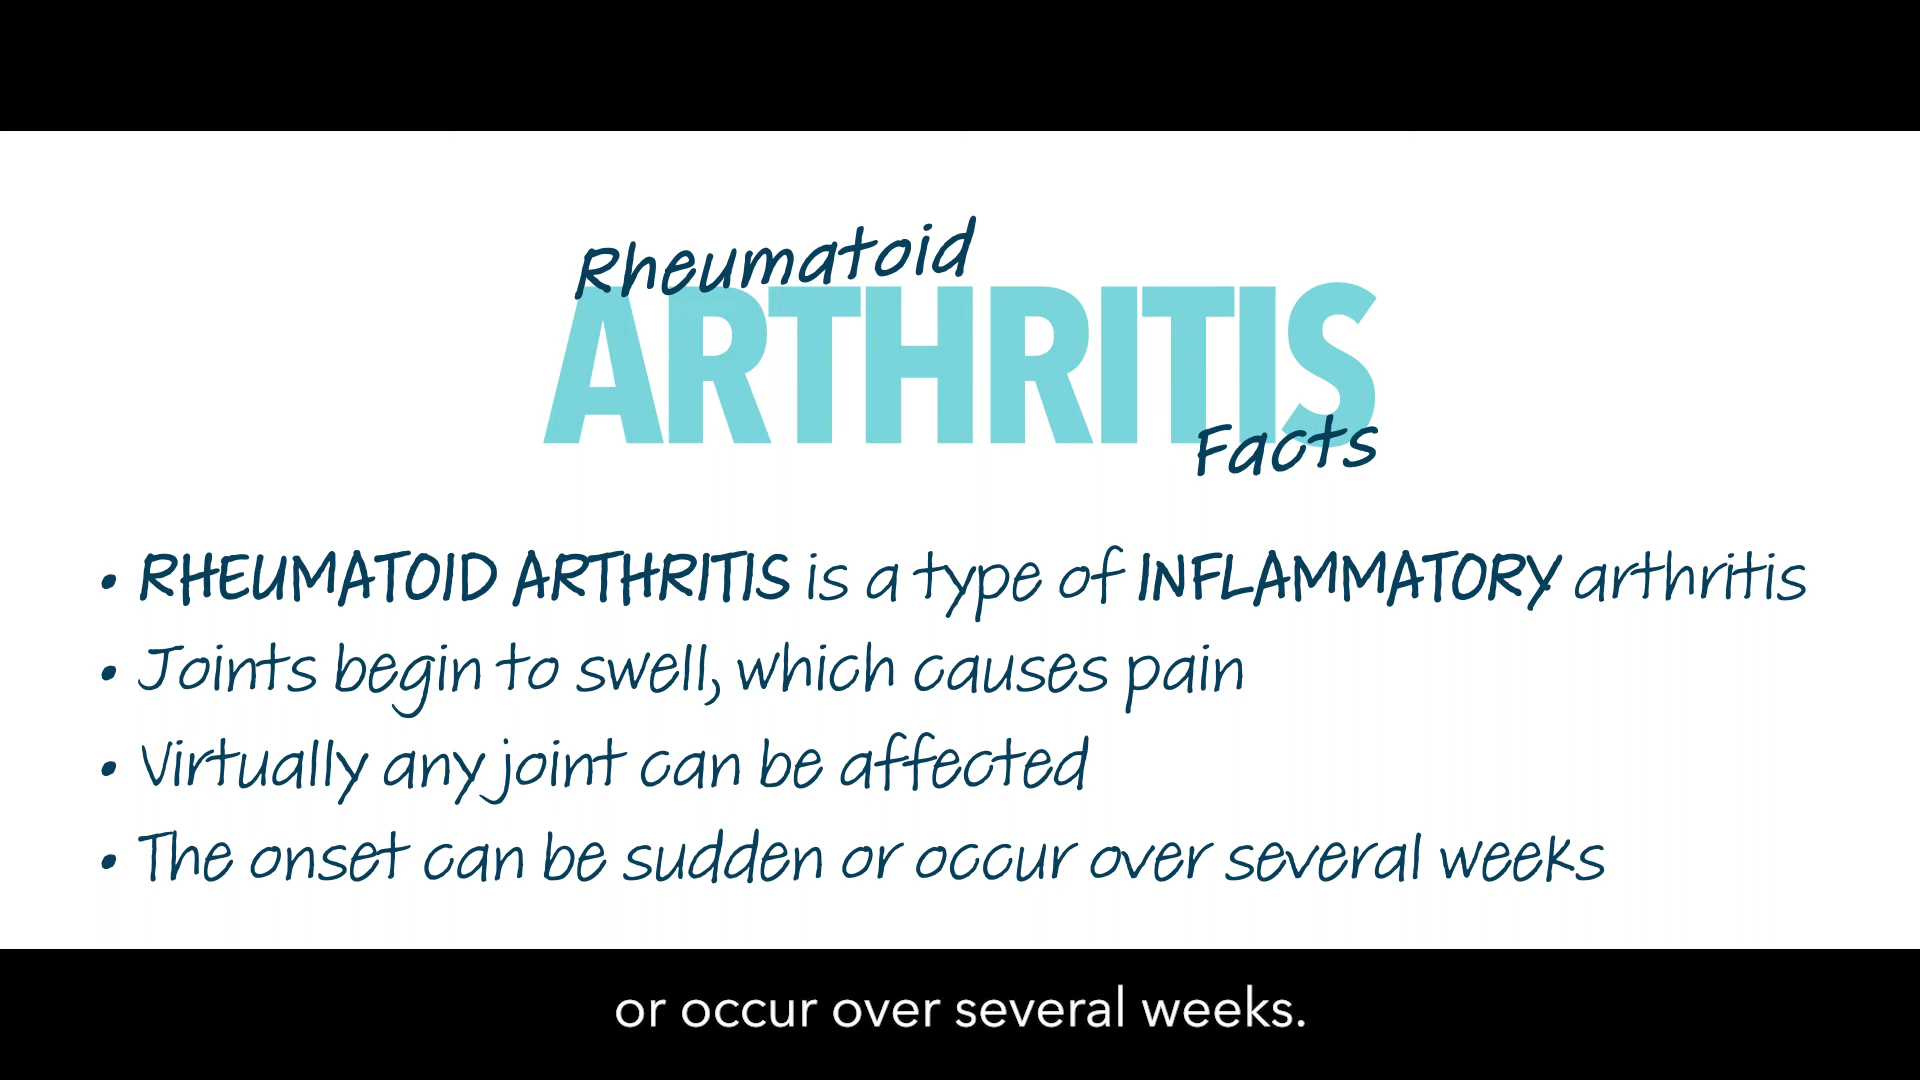 Rheumatoid
ARTHRITIS
Facts
• RHEUMATOID ARTHRITIS is a type of INFLAMMATORY arthritis
• Joints begin to swell, which causes pain
• Virtually any joint can be affected
• The onset can be sudden or occur over several weeks
or occur over several weeks.